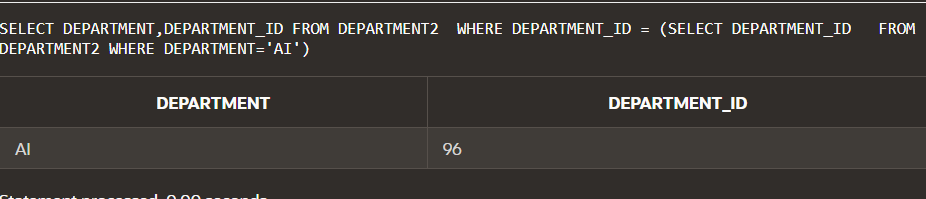 SELECT DEPARTMENT,DEPARTMENT_ID FROM DEPARTMENT2  WHERE DEPARTMENT_ID = (SELECT DEPARTMENT_ID   FROM
DEPARTMENT2 WHERE DEPARTMENT='AI')
DEPARTMENT DEPARTMENT_ID
AI 96
Statement processed. 0.00 seconds